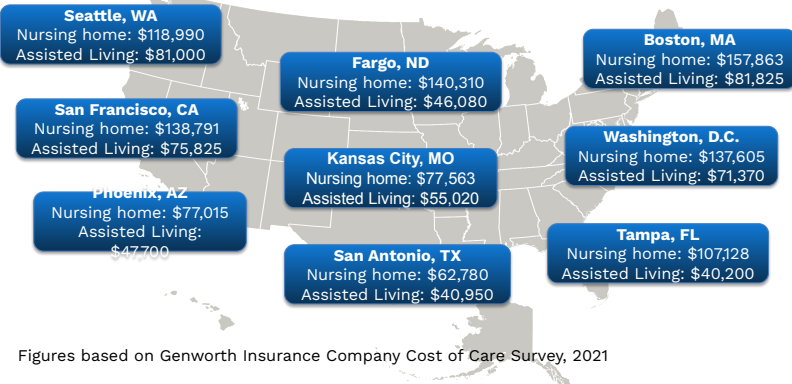 Seattle, WA
Nursing home: $118,990
Assisted Living: $81,000
Fargo, ND
Nursing home: $140,310
Assisted Living: $46,080
Boston, MA
Nursing home: $157,863
Assisted Living: $81,825
San Francisco, CA
Nursing home: $138,791
Assisted Living: $75,825
Kansas City, MO
Nursing home: $77,563
Assisted Living: $55,020
Washington, D.C.
Nursing home: $137,605
Assisted Living: $71,370
Phoenix, AZ
Nursing home: $77,015
Assisted Living:
$47,700
San Antonio, TX
Nursing home: $62,780
Assisted Living: $40,950
Tampa, FL
Nursing home: $107,128
Assisted Living: $40,200
Figures based on Genworth Insurance Company Cost of Care Survey, 2021